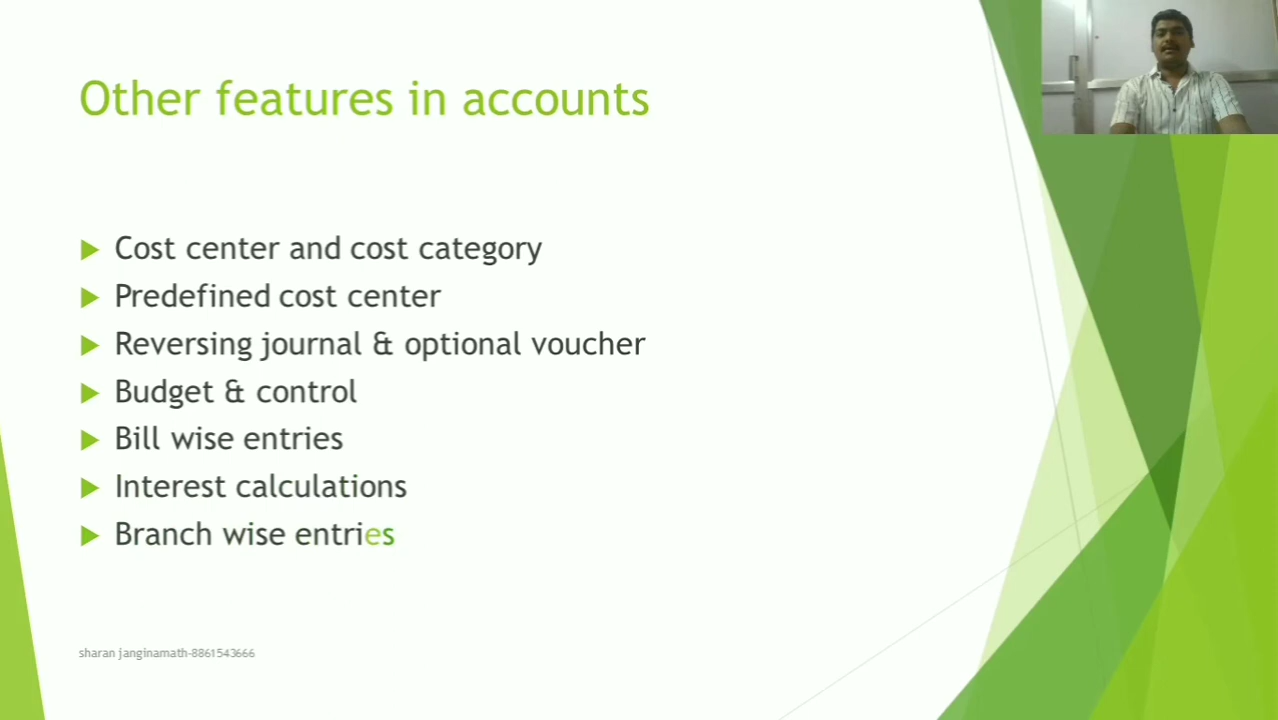 Other features in accounts
Cost center and cost category
Predefined cost center
Reversing journal & optional voucher
Budget & control
Bill wise entries
Interest calculations
Branch wise entries
sharan janginamath-8861543666